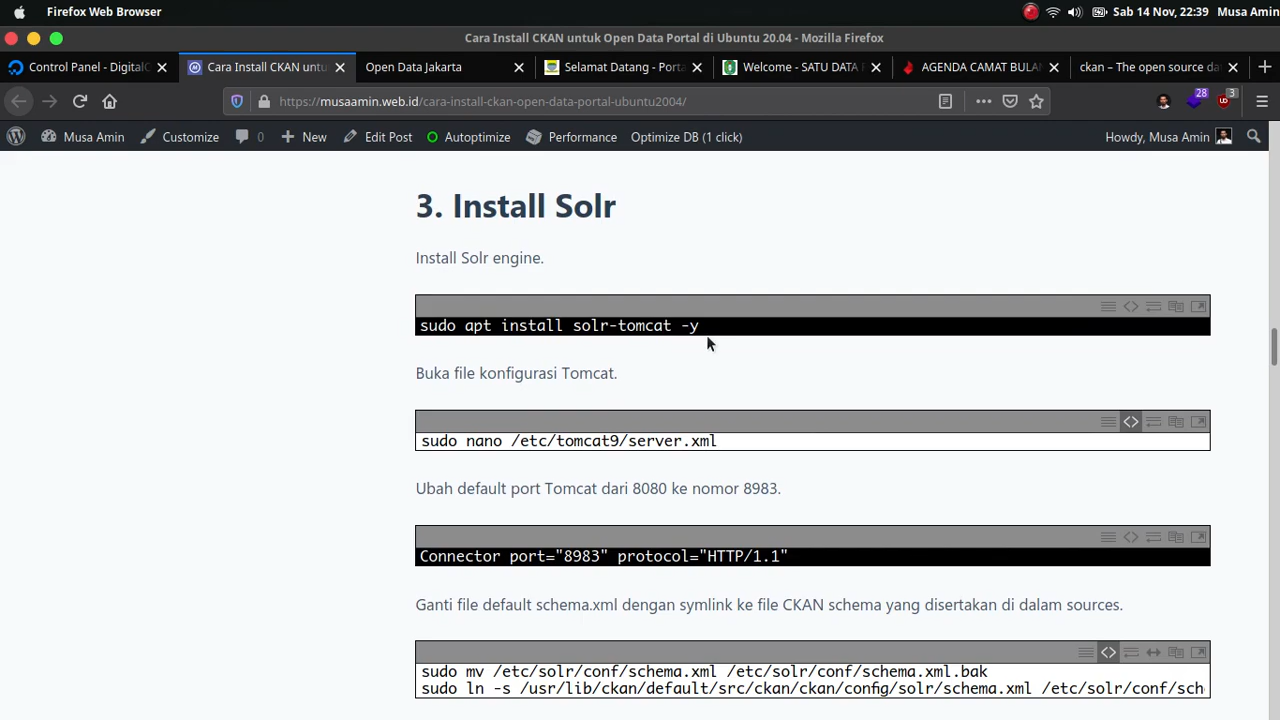 Firefox Web Browser
Sab 14 Nov, 22:39
Musa Amin
Cara Install CKAN untuk Open Data Portal di Ubuntu 20.04 - Mozilla Firefox
Control Panel - DigitalC
Cara Install CKAN untu
Open Data Jakarta
Selamat Datang - Porta
Welcome - SATU DATA
AGENDA CAMAT BULAN
ckan – The open source da
https://musaamin.web.id/cara-install-ckan-open-data-portal-ubuntu2004/
28
3
Musa Amin
Customize
0
New
Edit Post
Autoptimize
Performance
Optimize DB (1 click)
Howdy, Musa Amin
3. Install Solr
Install Solr engine.
sudo apt install solr-tomcat -y
Buka file konfigurasi Tomcat.
sudo nano /etc/tomcat9/server.xml
Ubah default port Tomcat dari 8080 ke nomor 8983.
Connector port="8983" protocol="HTTP/1.1"
Ganti file default schema.xml dengan symlink ke file CKAN schema yang disertakan di dalam sources.
sudo mv /etc/solr/conf/schema.xml /etc/solr/conf/schema.xml.bak
sudo ln -s /usr/lib/ckan/default/src/ckan/ckan/config/solr/schema.xml /etc/solr/conf/sch